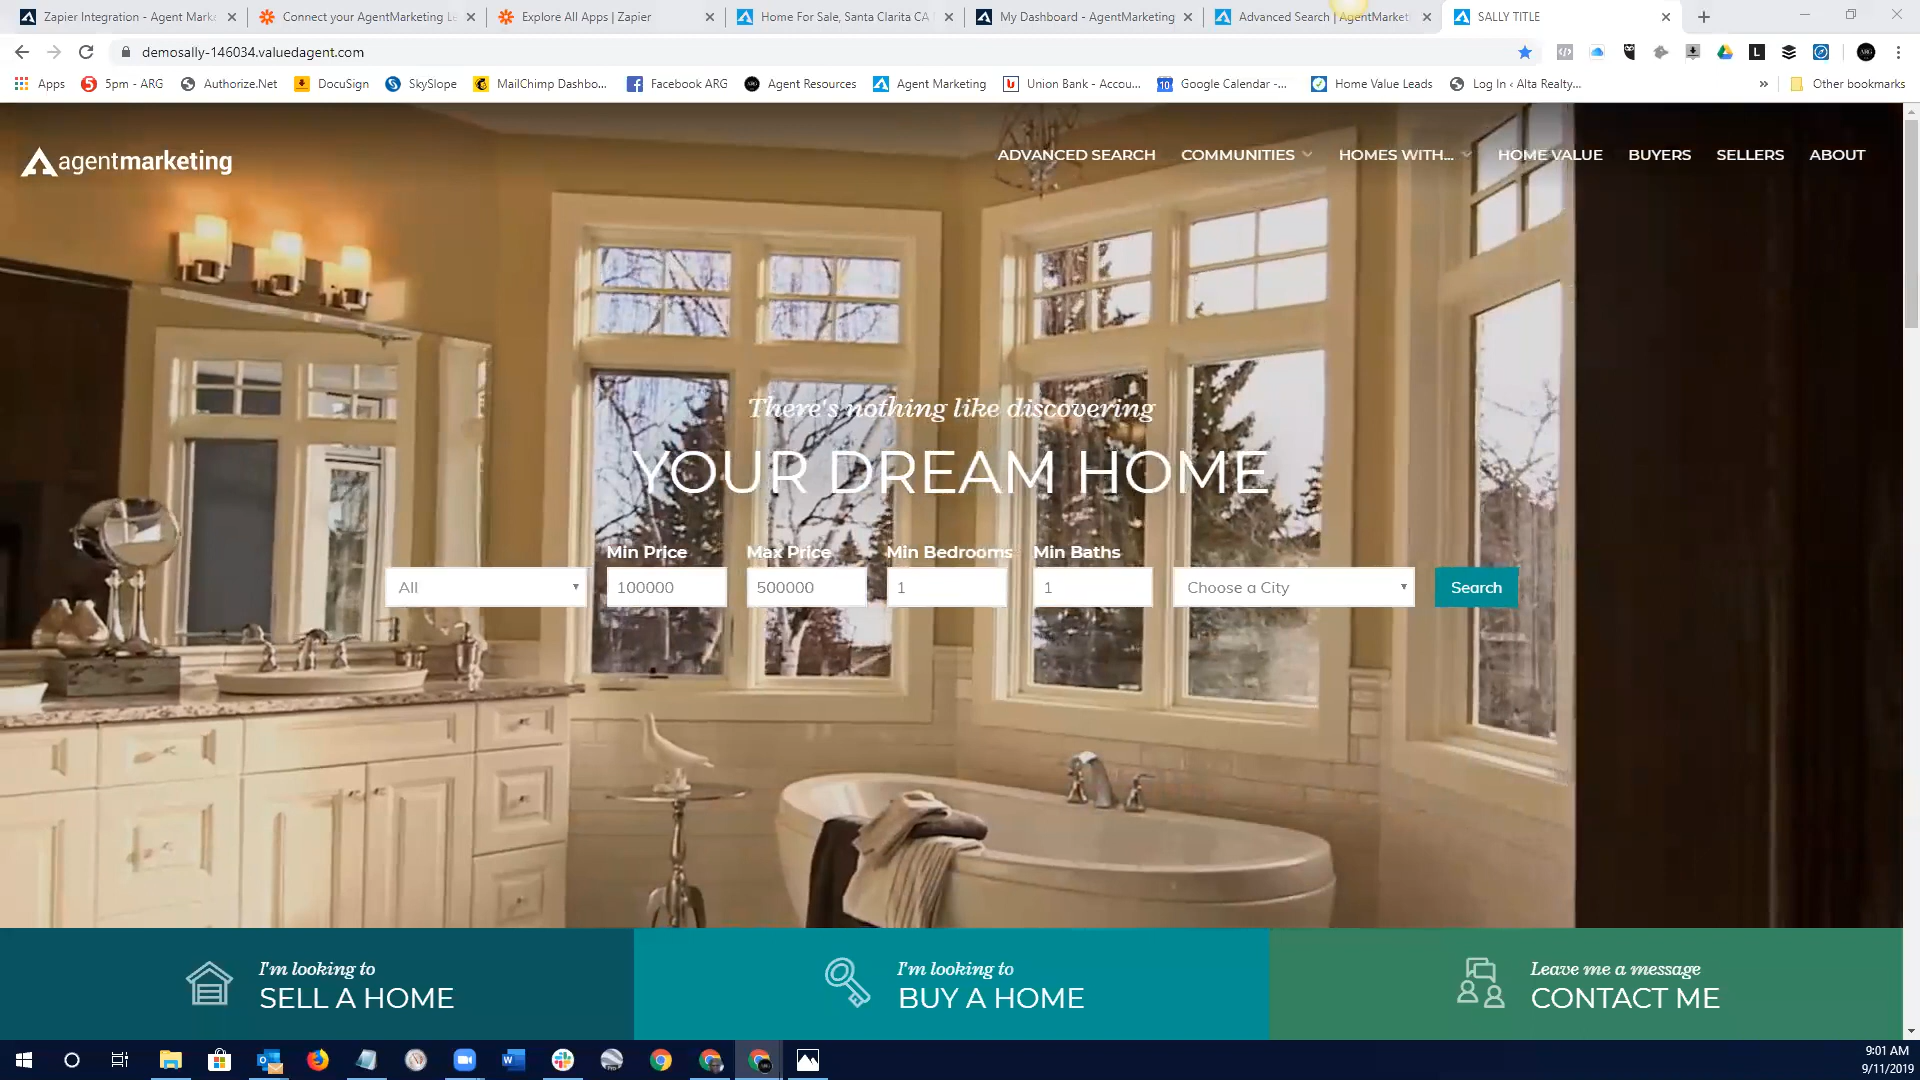 Zapier Integration - Agent Mark
Connect your AgentMarketing Le
Explore All Apps | Zapier
Home For Sale, Santa Clarita CA
My Dashboard - AgentMarketing
Advanced Search | AgentMarket
SALLY TITLE
demosally-146034.valuedagent.com
Apps
5pm - ARG
Authorize.Net
DocuSign
SkySlope
MailChimp Dashbo...
Facebook ARG
Agent Resources
Agent Marketing
Union Bank - Accou...
Google Calendar -...
Home Value Leads
Log In ‹ Alta Realty...
»
Other bookmarks
agentmarketing
ADVANCED SEARCH
COMMUNITIES
HOMES WITH...
HOME VALUE
BUYERS
SELLERS
ABOUT
There's nothing like discovering
YOUR DREAM HOME
Min Price
Max Price
Min Bedrooms
Min Baths
All
100000
500000
1
1
Choose a City
Search
I'm looking to
SELL A HOME
I'm looking to
BUY A HOME
Leave me a message
CONTACT ME
9:01 AM
9/11/2019